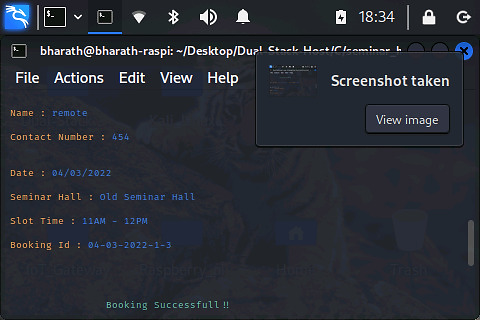 18:34
bharath@bharath-raspi: ~/Desktop/Dual_Stack_Host/C/seminar_h
File Actions Edit View Help
Screenshot taken
View image
Name : remote
Contact Number : 454
Date : 04/03/2022
Seminar Hall : Old Seminar Hall
Slot Time : 11AM - 12PM
Booking Id : 04-03-2022-1-3
Booking Successfull!!